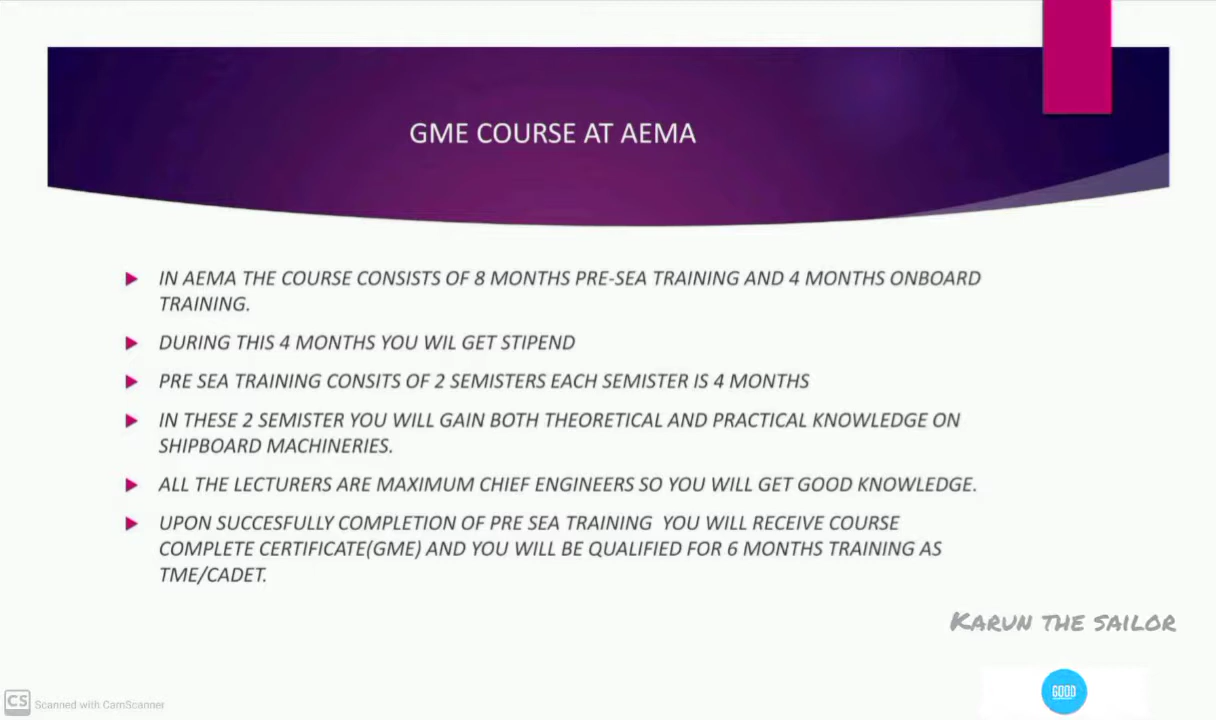 GME COURSE AT AEMA
IN AEMA THE COURSE CONSISTS OF 8 MONTHS PRE-SEA TRAINING AND 4 MONTHS ONBOARD
TRAINING.
DURING THIS 4 MONTHS YOU WIL GET STIPEND
PRE SEA TRAINING CONSITS OF 2 SEMISTERS EACH SEMISTER IS 4 MONTHS
IN THESE 2 SEMISTER YOU WILL GAIN BOTH THEORETICAL AND PRACTICAL KNOWLEDGE ON
SHIPBOARD MACHINERIES.
ALL THE LECTURERS ARE MAXIMUM CHIEF ENGINEERS SO YOU WILL GET GOOD KNOWLEDGE.
UPON SUCCESFULLY COMPLETION OF PRE SEA TRAINING YOU WILL RECEIVE COURSE
COMPLETE CERTIFICATE(GME) AND YOU WILL BE QUALIFIED FOR 6 MONTHS TRAINING AS
TME/CADET.
KARUN THE SAILOR
GOOD
CS Scanned with CamScanner